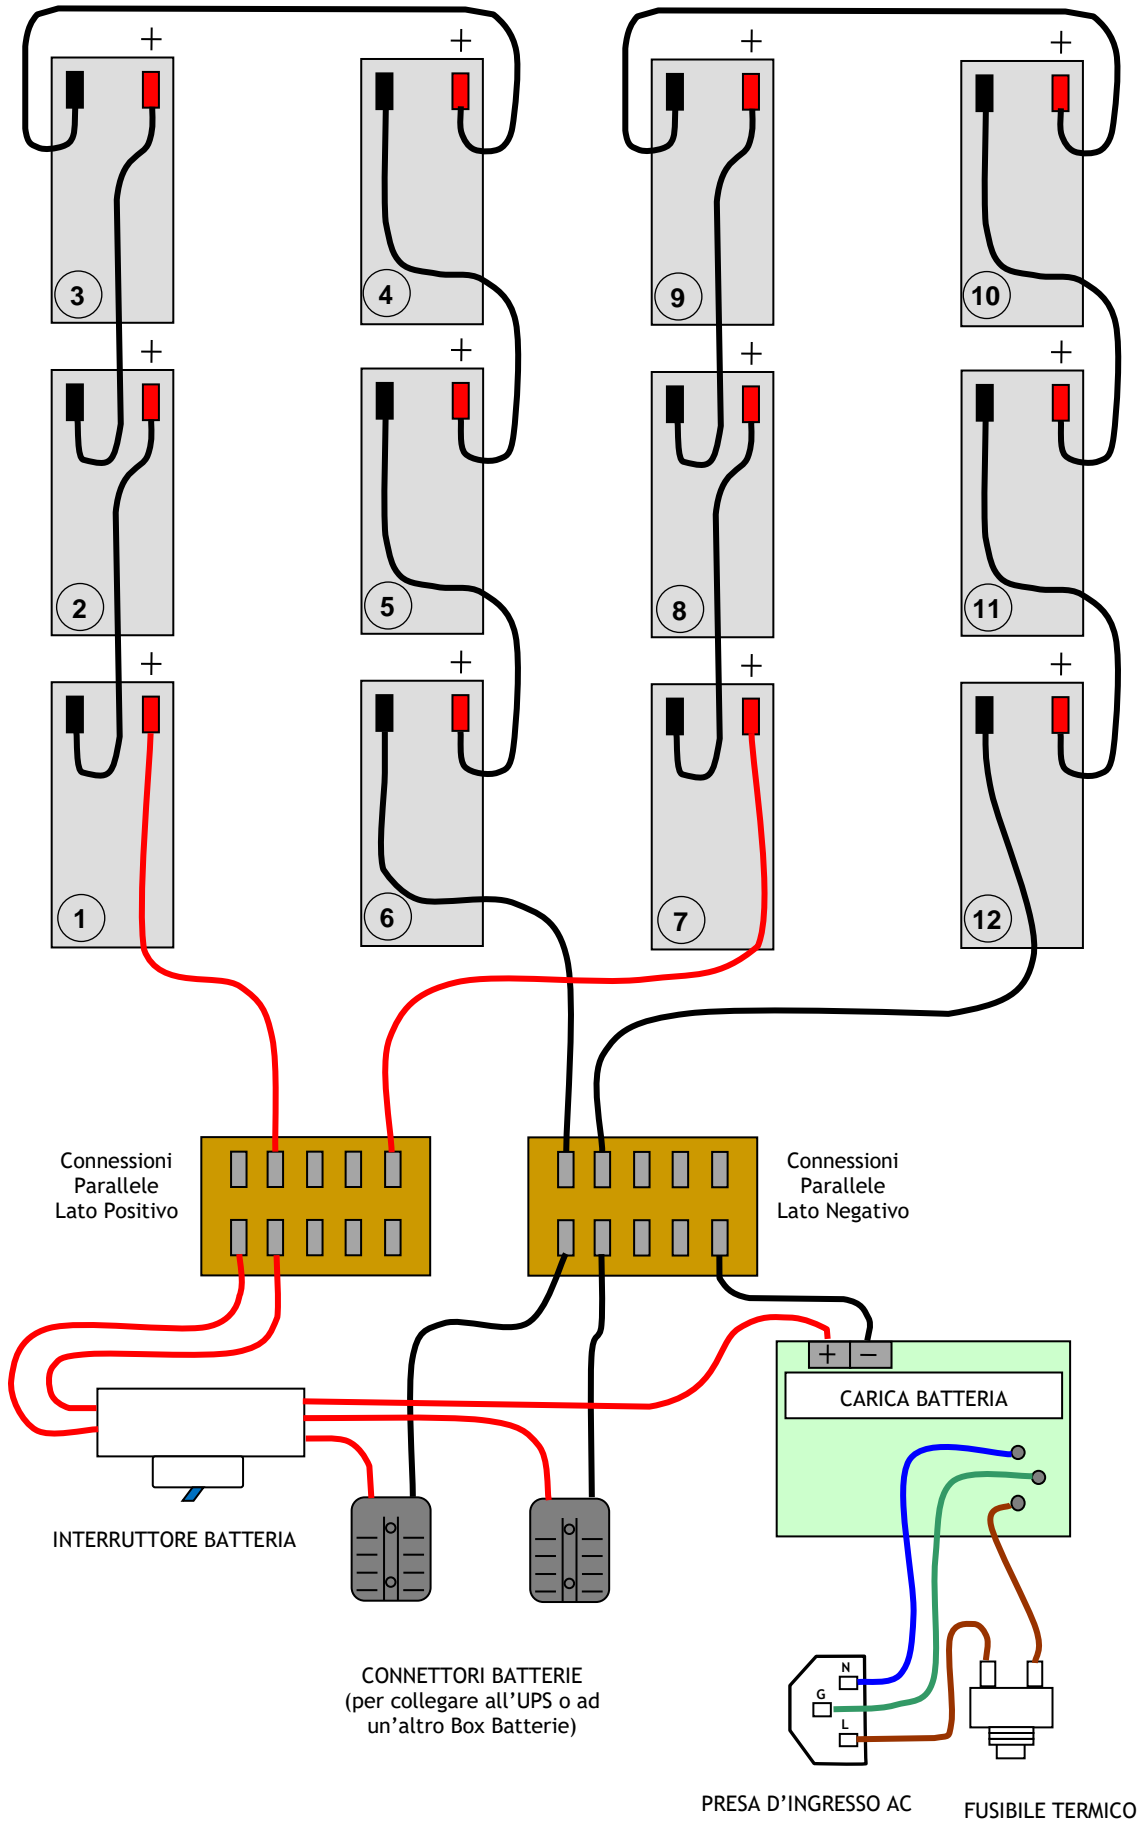 +
+
+
+
3
4
9
10
+
+
+
+
2
5
8
11
+
+
+
+
1
6
7
12
Connessioni
Parallele
Lato Positivo
Connessioni
Parallele
Lato Negativo
+ −
CARICA BATTERIA
INTERRUTTORE BATTERIA
CONNETTORI BATTERIE
(per collegare all’UPS o ad
un’altro Box Batterie)
N
G
L
PRESA D’INGRESSO AC
FUSIBILE TERMICO